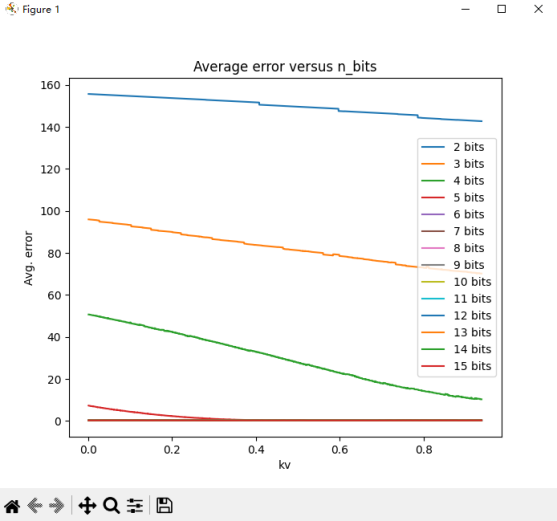 Figure 1
Average error versus n_bits
160
140
120
100
80
60
40
20
0
Avg. error
0.0
0.2
0.4
0.6
0.8
kv
2 bits
3 bits
4 bits
5 bits
6 bits
7 bits
8 bits
9 bits
10 bits
11 bits
12 bits
13 bits
14 bits
15 bits